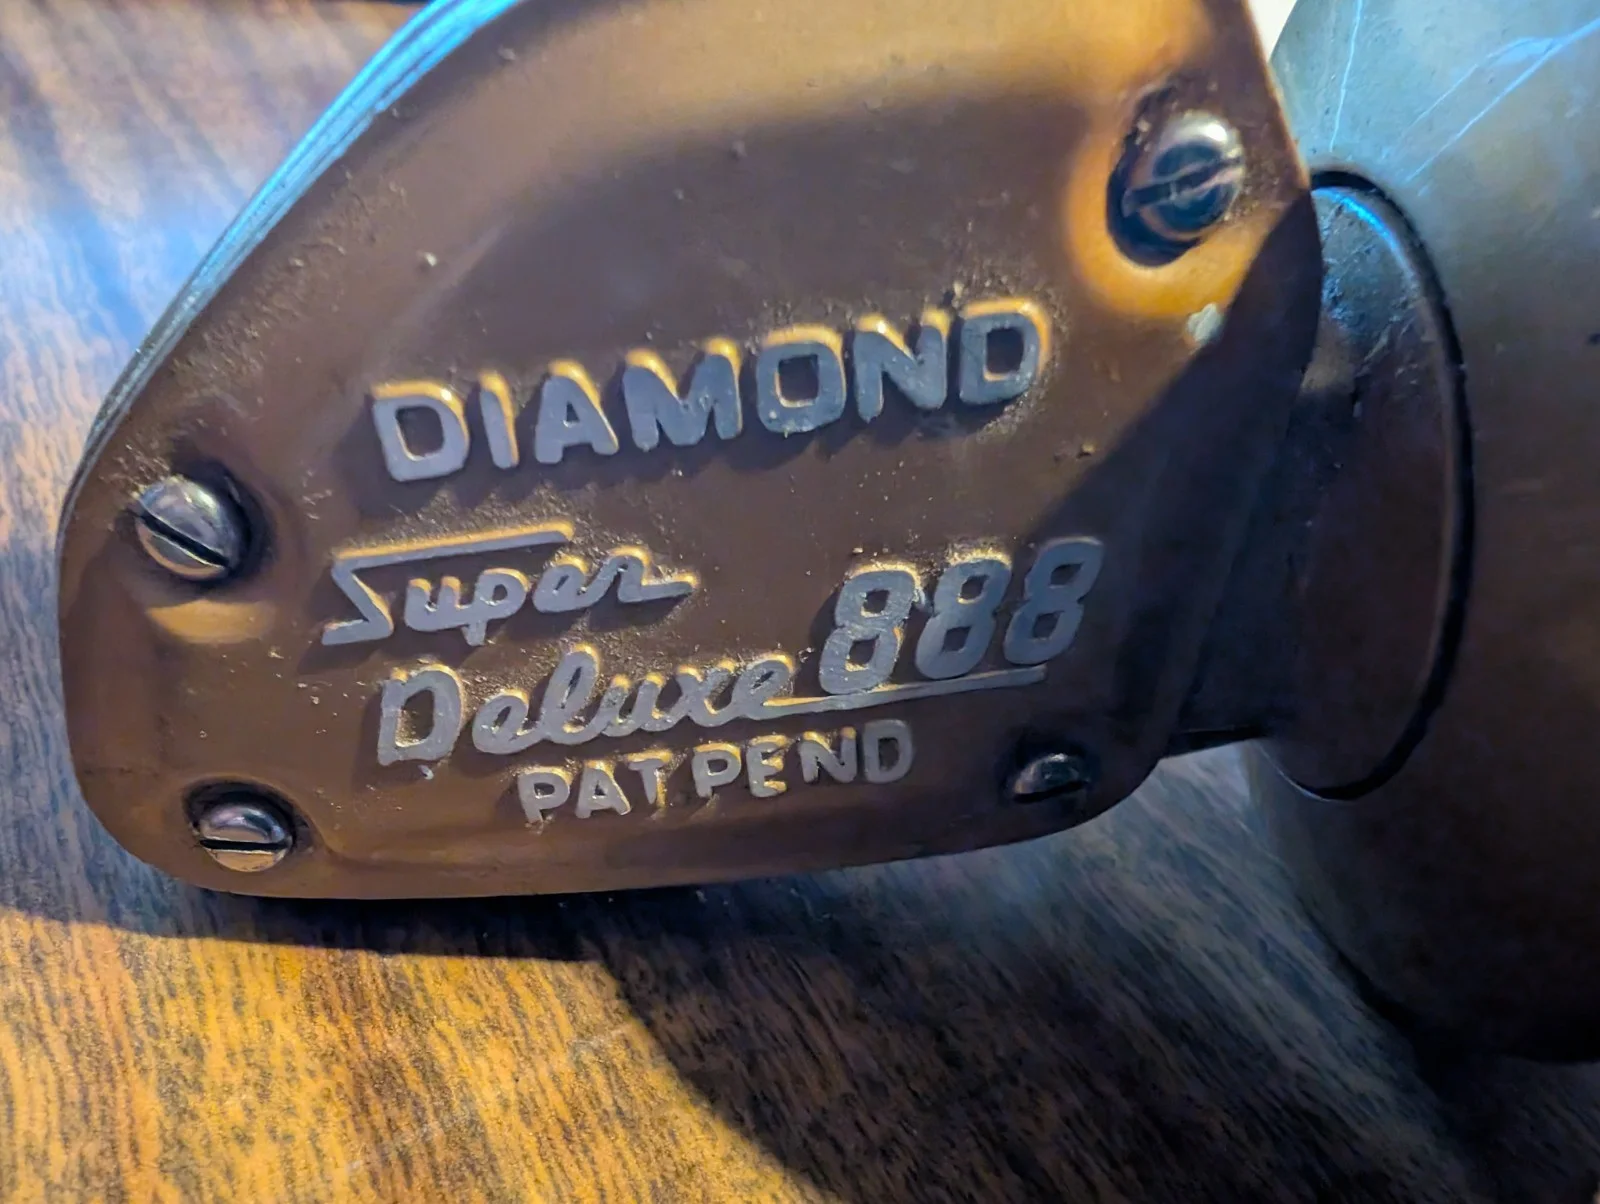 DIAMOND
Super
Deluxe 888
PAT PEND